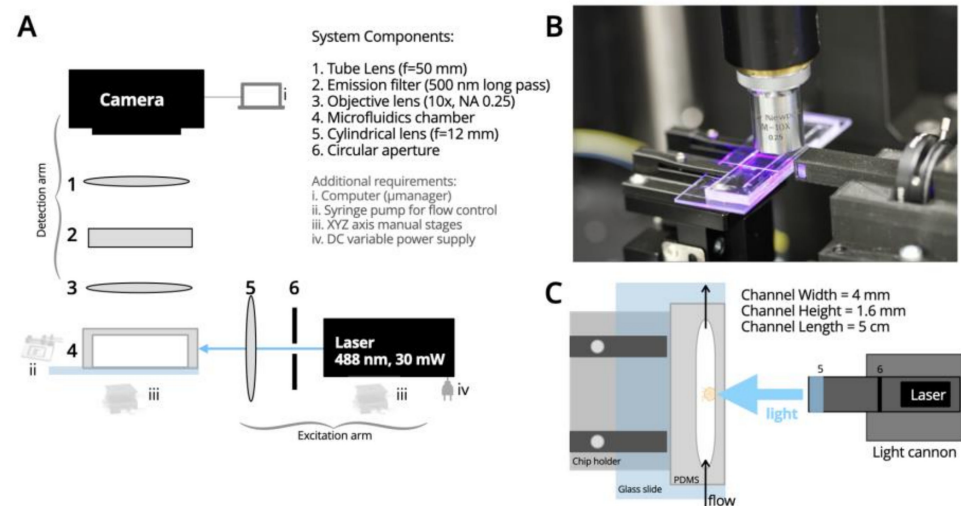 A
System Components:
1. Tube Lens (f=50 mm)
2. Emission filter (500 nm long pass)
3. Objective lens (10x, NA 0.25)
4. Microfluidics chamber
5. Cylindrical lens (f=12 mm)
6. Circular aperture
Additional requirements:
i. Computer (µmanager)
ii. Syringe pump for flow control
iii. XYZ axis manual stages
iv. DC variable power supply
Camera
i
Detection arm
1
2
3
4
5
6
Laser
488 nm, 30 mW
ii
iii
iii
iv
Excitation arm
B
Newport
M-10X
0.25
C
Channel Width = 4 mm
Channel Height = 1.6 mm
Channel Length = 5 cm
5
6
Laser
light
Light cannon
Chip holder
Glass slide
PDMS
flow